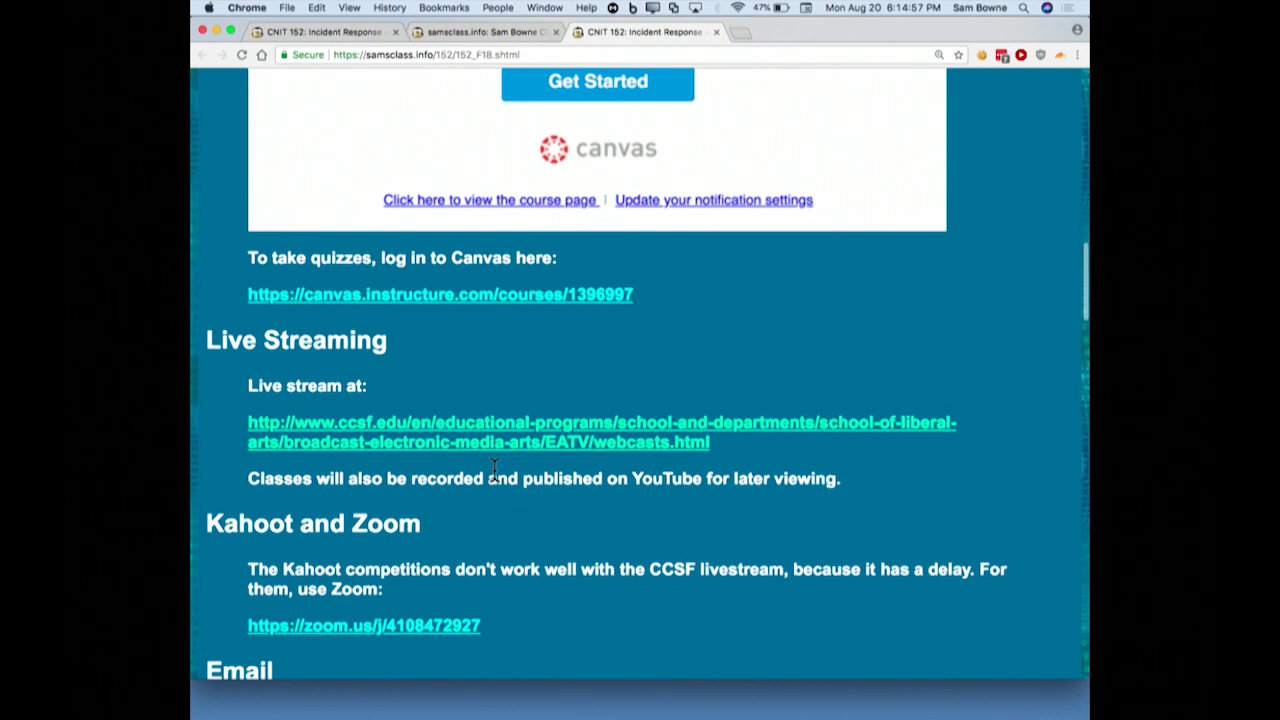 Chrome File Edit View History Bookmarks People Window Help 47% Mon Aug 20 6:14:57 PM Sam Bowne
CNIT 152: Incident Response samsclass.info: Sam Bowne C CNIT 152: Incident Response
Secure https://samsclass.info/152/152_F18.shtml
Get Started
canvas
Click here to view the course page | Update your notification settings
To take quizzes, log in to Canvas here:
https://canvas.instructure.com/courses/1396997
Live Streaming
Live stream at:
http://www.ccsf.edu/en/educational-programs/school-and-departments/school-of-liberal-
arts/broadcast-electronic-media-arts/EATV/webcasts.html
Classes will also be recorded and published on YouTube for later viewing.
Kahoot and Zoom
The Kahoot competitions don't work well with the CCSF livestream, because it has a delay. For
them, use Zoom:
https://zoom.us/j/4108472927
Email